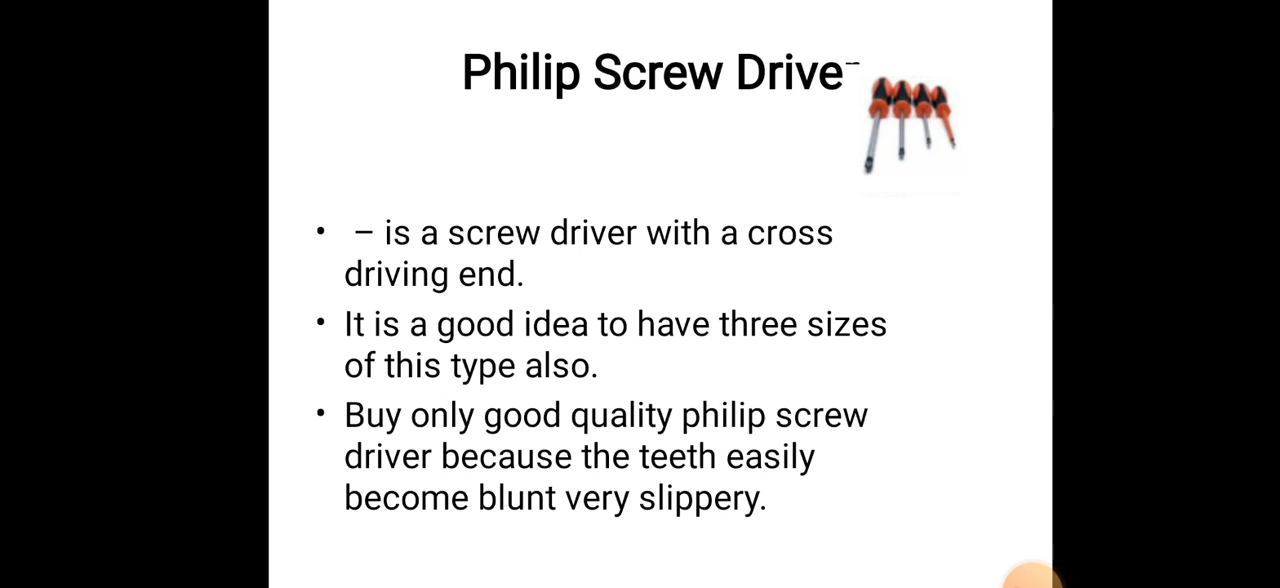 Philip Screw Drive
• – is a screw driver with a cross
driving end.
• It is a good idea to have three sizes
of this type also.
• Buy only good quality philip screw
driver because the teeth easily
become blunt very slippery.